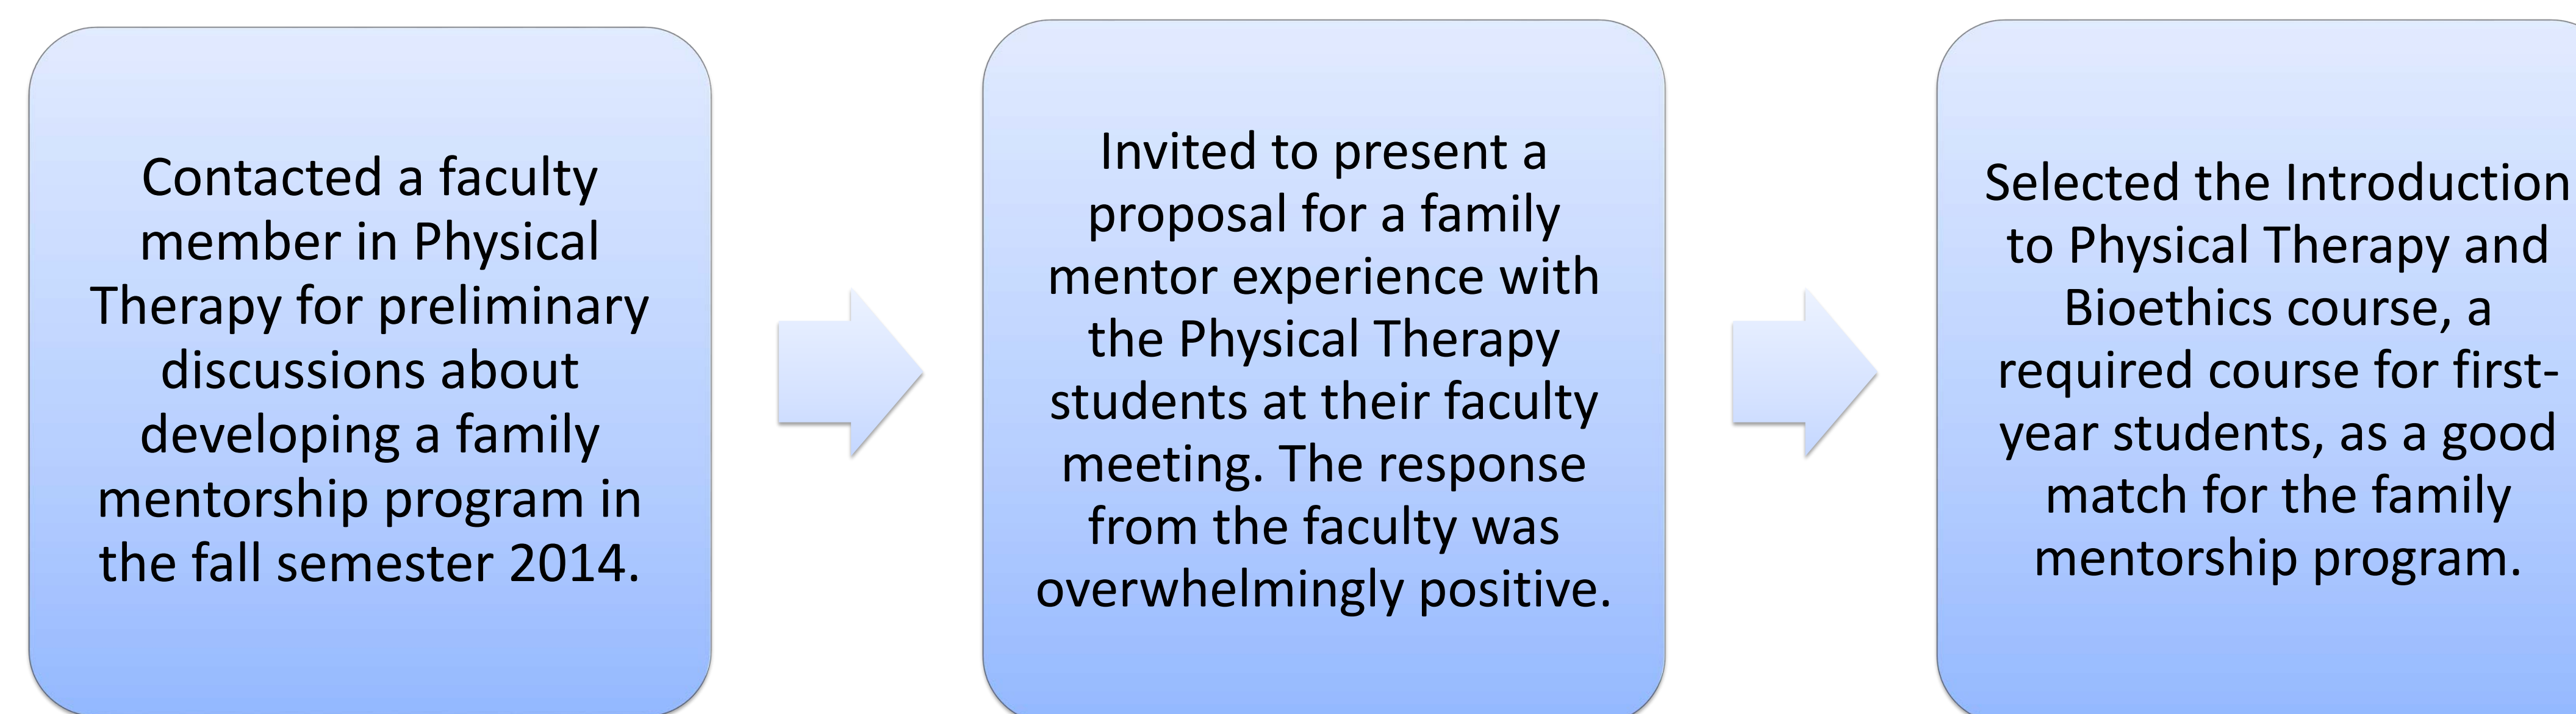 Contacted a faculty
member in Physical
Therapy for preliminary
discussions about
developing a family
mentorship program in
the fall semester 2014.
Invited to present a
proposal for a family
mentor experience with
the Physical Therapy
students at their faculty
meeting. The response
from the faculty was
overwhelmingly positive.
Selected the Introduction
to Physical Therapy and
Bioethics course, a
required course for first-
year students, as a good
match for the family
mentorship program.